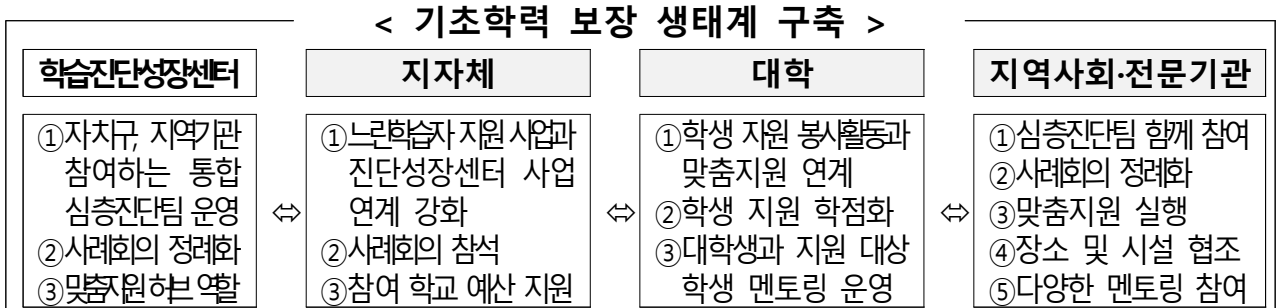 < 기초학력 보장 생태계 구축 >
학습진단성장센터
①자치구, 지역기관
참여하는 통합
심층진단팀 운영
②사례회의 정례화
③맞춤지원 허브 역할
⇔
지자체
①느린학습자 지원 사업과
진단성장센터 사업
연계 강화
②사례회의 참석
③참여 학교 예산 지원
⇔
대학
①학생 자원 봉사활동과
맞춤지원 연계
②학생 지원 학점화
③대학생과 지원 대상
학생 멘토링 운영
⇔
지역사회·전문기관
①심층진단팀 함께 참여
②사례회의 정례화
③맞춤지원 실행
④장소 및 시설 협조
⑤다양한 멘토링 참여